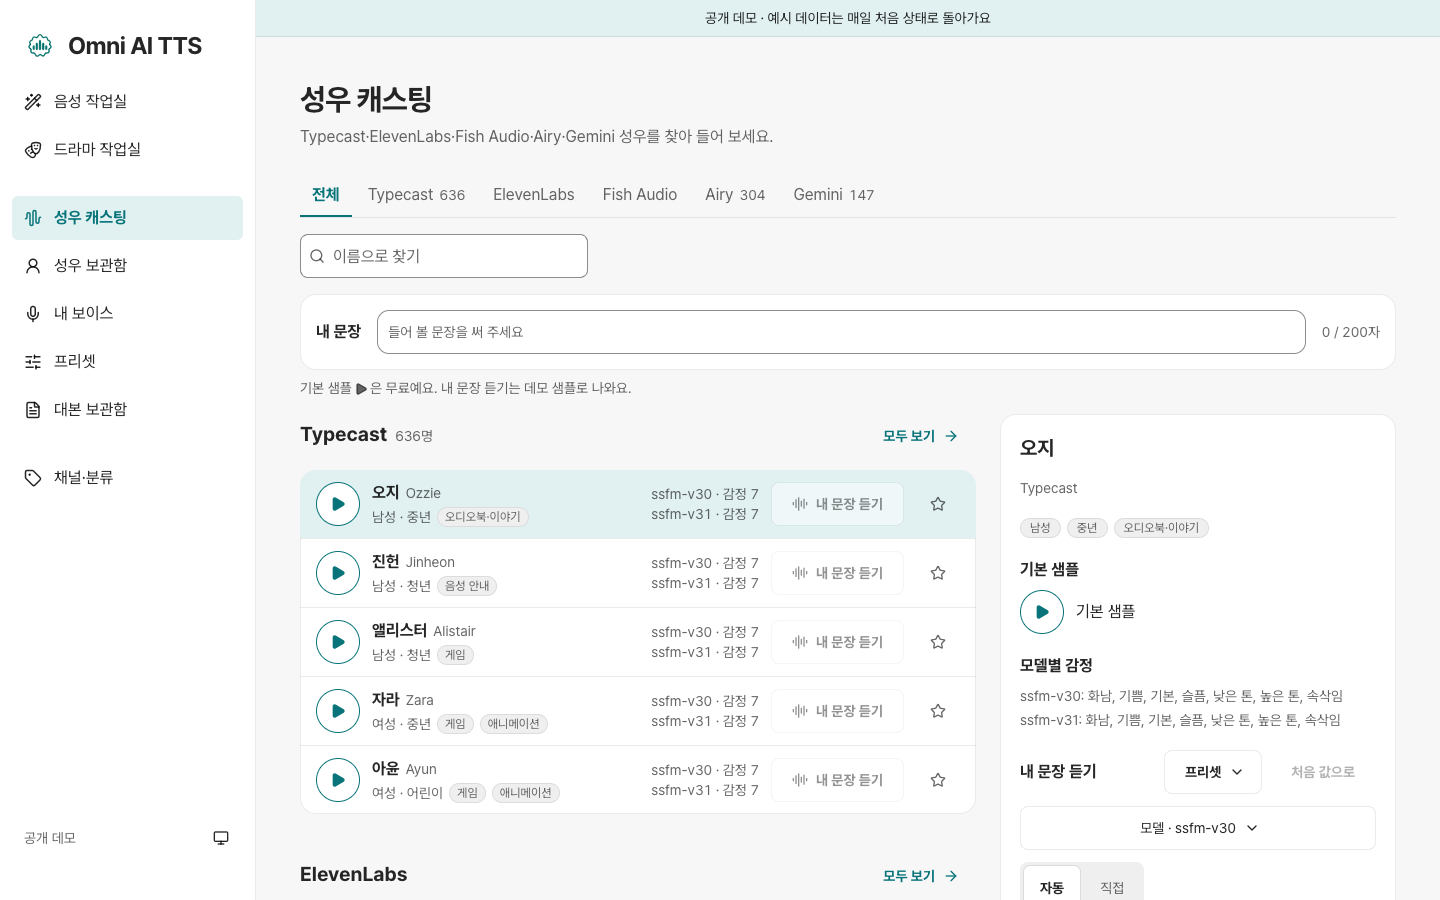 공개 데모 · 예시 데이터는 매일 처음 상태로 돌아가요
Omni AI TTS
음성 작업실
드라마 작업실
성우 캐스팅
성우 보관함
내 보이스
프리셋
대본 보관함
채널·분류
공개 데모
성우 캐스팅
Typecast·ElevenLabs·Fish Audio·Airy·Gemini 성우를 찾아 들어 보세요.
전체 Typecast 636 ElevenLabs Fish Audio Airy 304 Gemini 147
이름으로 찾기
내 문장 들어 볼 문장을 써 주세요 0 / 200자
기본 샘플 ▶ 은 무료예요. 내 문장 듣기는 데모 샘플로 나와요.
Typecast 636명 모두 보기 →
오지 Ozzie
남성 · 중년 오디오북·이야기
ssfm-v30 · 감정 7
ssfm-v31 · 감정 7
내 문장 듣기
진헌 Jinheon
남성 · 청년 음성 안내
ssfm-v30 · 감정 7
ssfm-v31 · 감정 7
내 문장 듣기
앨리스터 Alistair
남성 · 청년 게임
ssfm-v30 · 감정 7
ssfm-v31 · 감정 7
내 문장 듣기
자라 Zara
여성 · 중년 게임 애니메이션
ssfm-v30 · 감정 7
ssfm-v31 · 감정 7
내 문장 듣기
아윤 Ayun
여성 · 어린이 게임 애니메이션
ssfm-v30 · 감정 7
ssfm-v31 · 감정 7
내 문장 듣기
ElevenLabs 모두 보기 →
오지
Typecast
남성 중년 오디오북·이야기
기본 샘플
기본 샘플
모델별 감정
ssfm-v30: 화남, 기쁨, 기본, 슬픔, 낮은 톤, 높은 톤, 속삭임
ssfm-v31: 화남, 기쁨, 기본, 슬픔, 낮은 톤, 높은 톤, 속삭임
내 문장 듣기 프리셋 처음 값으로
모델 · ssfm-v30
자동 직접